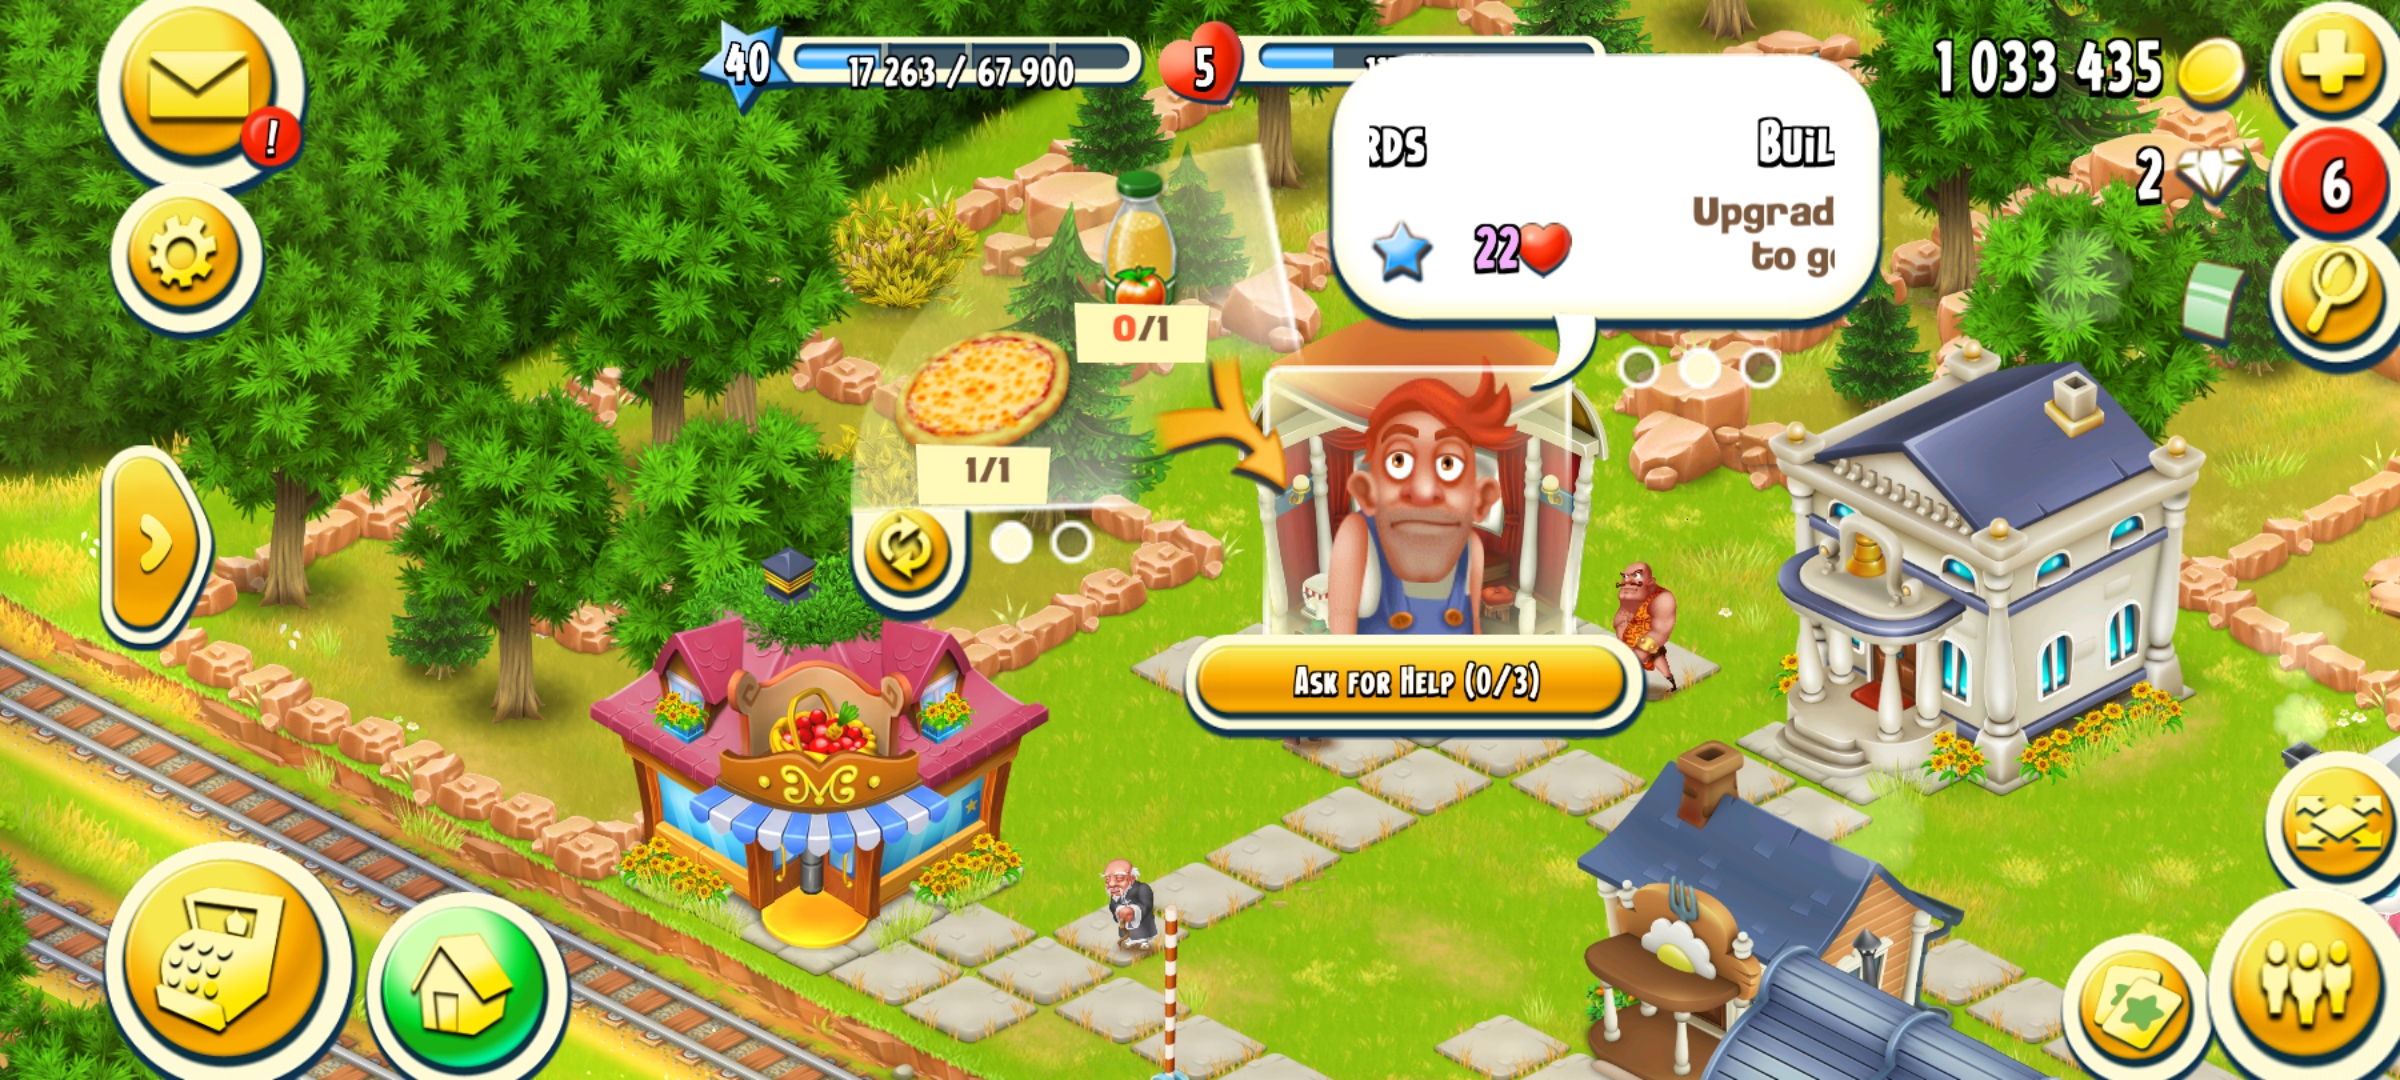 40
17 263 / 67 900
5
1 033 435
2
6
RDS
BUIL
22
Upgrad
to g
0/1
1/1
ASK FOR HELP (0/3)
!